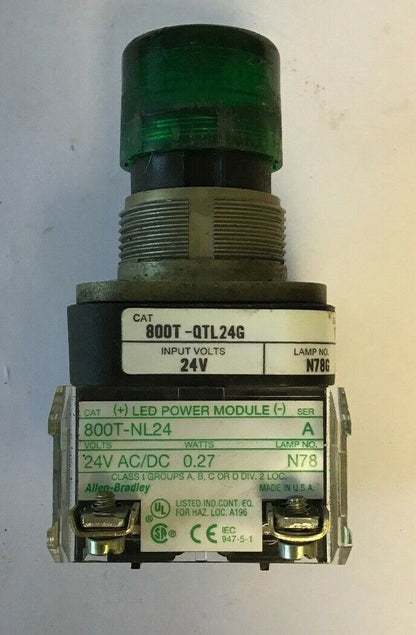 CAT
800T-QTL24G
INPUT VOLTS
24V
LAMP NO.
N78G
CAT (+) LED POWER MODULE (-) SER
800T-NL24 A
VOLTS WATTS LAMP NO.
24V AC/DC 0.27 N78
CLASS I GROUPS A, B, C OR D DIV. 2 LOC.
Allen-Bradley MADE IN U.S.A.
UL LISTED IND CONT. EQ.
FOR HAZ. LOC. A196
SA IEC
947-5-1